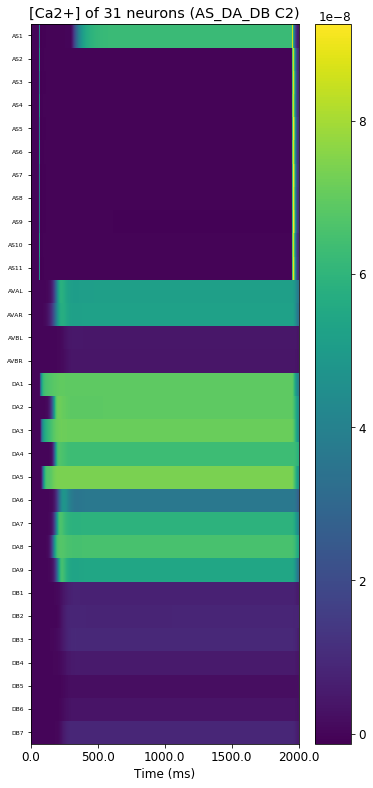 [Ca2+] of 31 neurons (AS_DA_DB C2)
1e−8
AS1
AS2
AS3
AS4
AS5
AS6
AS7
AS8
AS9
AS10
AS11
AVAL
AVAR
AVBL
AVBR
DA1
DA2
DA3
DA4
DA5
DA6
DA7
DA8
DA9
DB1
DB2
DB3
DB4
DB5
DB6
DB7
8
6
4
2
0
0.0 500.0 1000.0 1500.0 2000.0
Time (ms)